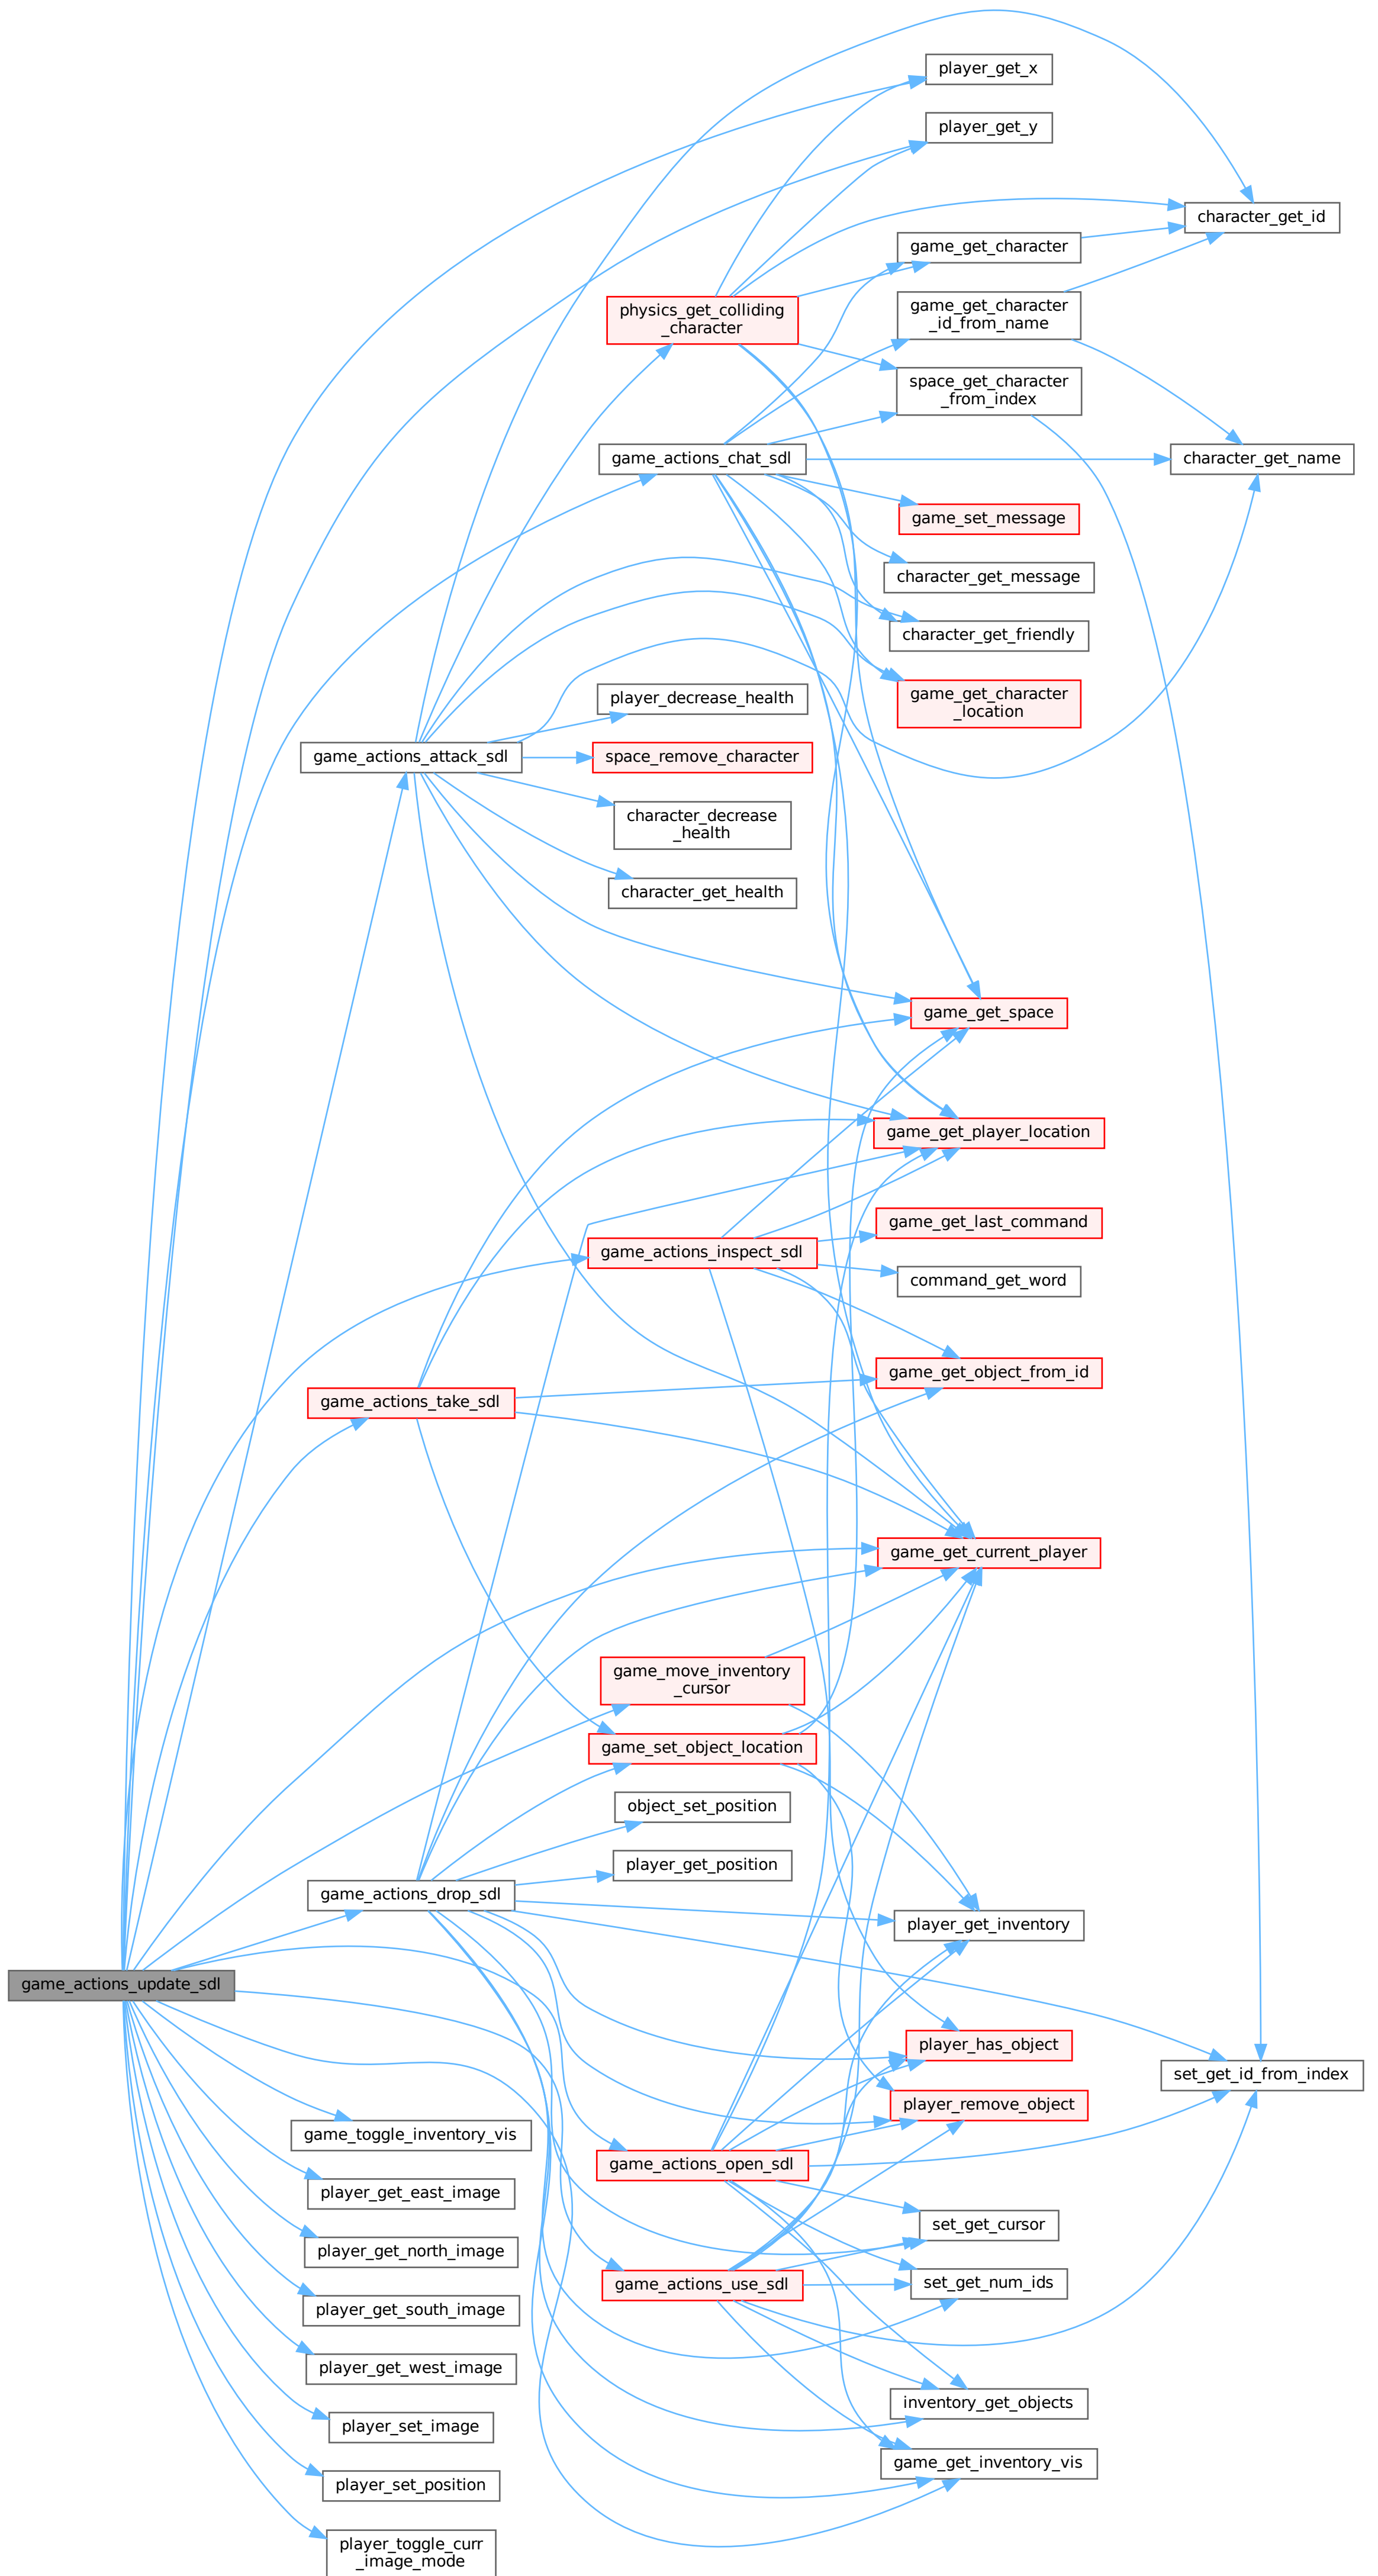 player_get_x
player_get_y
character_get_id
game_get_character
physics_get_colliding
_character
game_get_character
_id_from_name
space_get_character
_from_index
game_actions_chat_sdl
character_get_name
game_set_message
character_get_message
character_get_friendly
game_get_character
_location
player_decrease_health
game_actions_attack_sdl
space_remove_character
character_decrease
_health
character_get_health
game_get_space
game_get_player_location
game_get_last_command
game_actions_inspect_sdl
command_get_word
game_get_object_from_id
game_actions_take_sdl
game_get_current_player
game_move_inventory
_cursor
game_set_object_location
object_set_position
player_get_position
game_actions_drop_sdl
player_get_inventory
game_actions_update_sdl
player_has_object
set_get_id_from_index
player_remove_object
game_toggle_inventory_vis
game_actions_open_sdl
player_get_east_image
set_get_cursor
player_get_north_image
game_actions_use_sdl
set_get_num_ids
player_get_south_image
player_get_west_image
inventory_get_objects
player_set_image
game_get_inventory_vis
player_set_position
player_toggle_curr
_image_mode